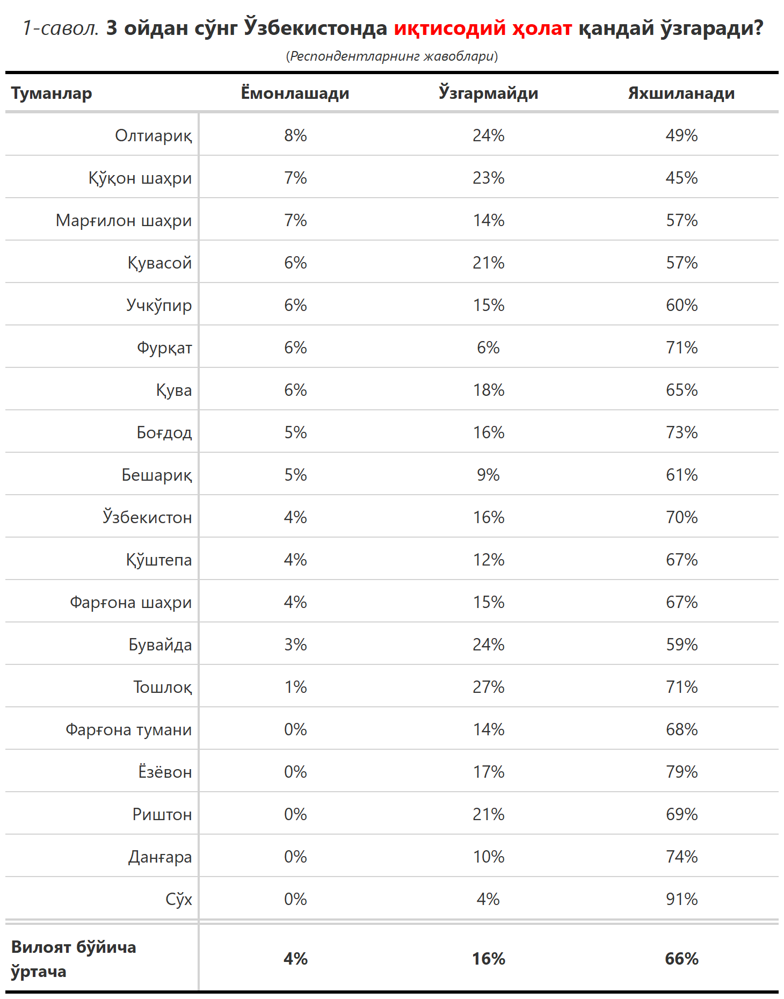 1-савол. 3 ойдан сўнг Ўзбекистонда иқтисодий ҳолат қандай ўзгаради?
(Респондентларнинг жавоблари)
Туманлар Ёмонлашади Ўзгармайди Яхшиланади
Олтиариқ 8% 24% 49%
Қўқон шаҳри 7% 23% 45%
Марғилон шаҳри 7% 14% 57%
Қувасой 6% 21% 57%
Учкўпир 6% 15% 60%
Фурқат 6% 6% 71%
Қува 6% 18% 65%
Боғдод 5% 16% 73%
Бешариқ 5% 9% 61%
Ўзбекистон 4% 16% 70%
Қўштепа 4% 12% 67%
Фарғона шаҳри 4% 15% 67%
Бувайда 3% 24% 59%
Тошлоқ 1% 27% 71%
Фарғона тумани 0% 14% 68%
Ёзёвон 0% 17% 79%
Риштон 0% 21% 69%
Данғара 0% 10% 74%
Сўх 0% 4% 91%
Вилоят бўйича
ўртача 4% 16% 66%